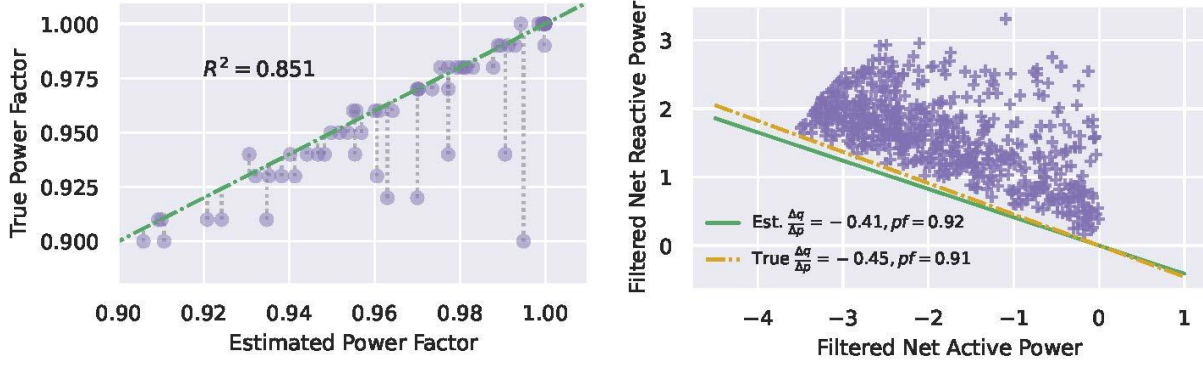 True Power Factor
1.000
0.975
0.950
0.925
0.900
R² = 0.851
0.90 0.92 0.94 0.96 0.98 1.00
Estimated Power Factor
Filtered Net Reactive Power
3
2
1
0
Est. Δq/Δp = − 0.41, pf = 0.92
True Δq/Δp = − 0.45, pf = 0.91
−4 −3 −2 −1 0 1
Filtered Net Active Power